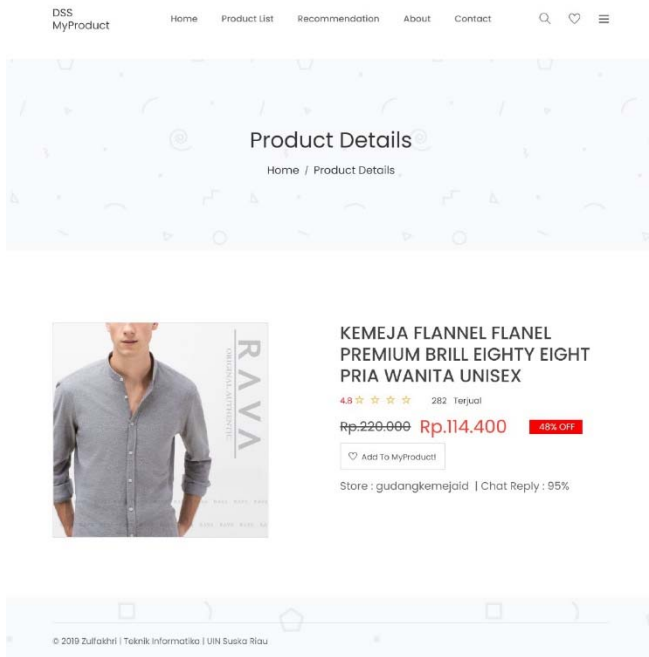 DSS
MyProduct
Home Product List Recommendation About Contact
Product Details
Home / Product Details
RAVA
ORIGINAL AUTHENTIC
KEMEJA FLANNEL FLANEL
PREMIUM BRILL EIGHTY EIGHT
PRIA WANITA UNISEX
4.8 282 Terjual
Rp.220.000 Rp.114.400 48% OFF
Add To MyProduct!
Store : gudangkemejaid | Chat Reply : 95%
© 2019 Zulfakhri | Teknik Informatika | UIN Suska Riau